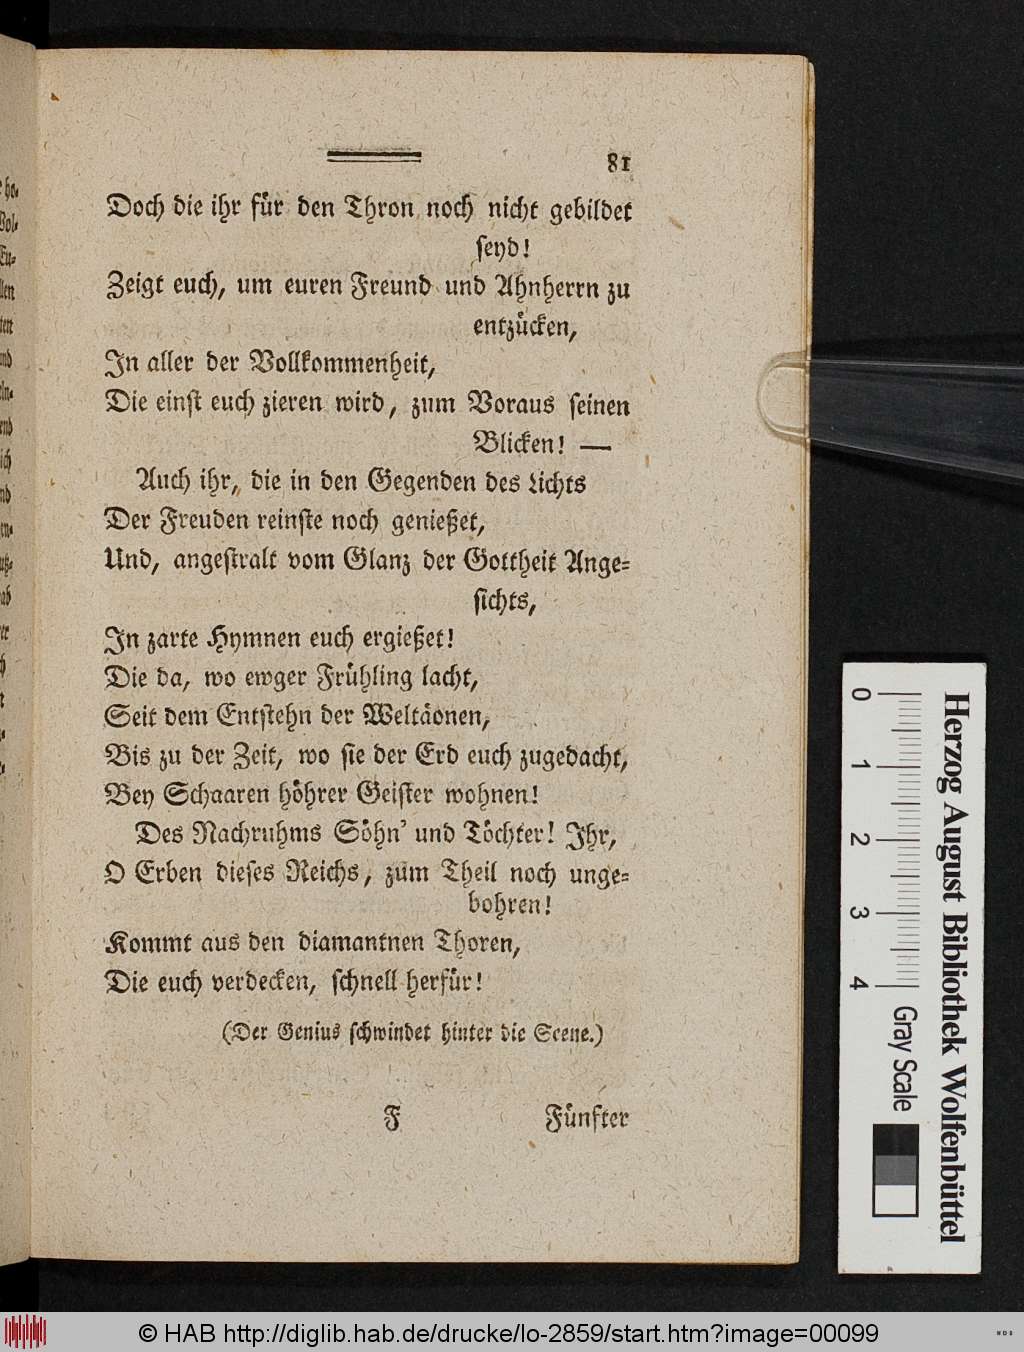 81
Doch die ihr für den Thron noch nicht gebildet
seyd!
Zeigt euch, um euren Freund und Ahnherrn zu
entzücken,
In aller der Vollkommenheit,
Die einst euch zieren wird, zum Voraus seinen
Blicken! —
Auch ihr, die in den Gegenden des Lichts
Der Freuden reinste noch genießet,
Und, angestralt vom Glanz der Gottheit Ange-
sichts,
In zarte Hymnen euch ergießet!
Die da, wo ewger Frühling lacht,
Seit dem Entstehn der Weltäonen,
Bis zu der Zeit, wo sie der Erd euch zugedacht,
Bey Schaaren höhrer Geister wohnen!
Des Nachruhms Söhn' und Töchter! Ihr,
O Erben dieses Reichs, zum Theil noch unge-
bohren!
Kommt aus den diamantnen Thoren,
Die euch verdecken, schnell herfür!
(Der Genius schwindet hinter die Scene.)
F Fünfter
Herzog August Bibliothek Wolfenbüttel
0 1 2 3 4 Gray Scale
© HAB http://diglib.hab.de/drucke/lo-2859/start.htm?image=00099